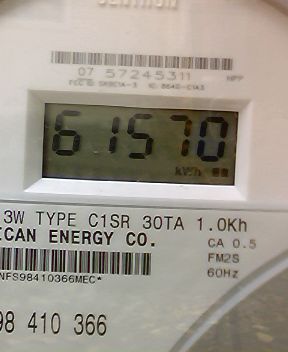 CENTRON
07 57245311
61570
kWh
3W TYPE C1SR 30TA 1.0Kh
ICAN ENERGY CO.
CA 0.5
FM2S
60Hz
NFS98410366MEC*
98 410 366